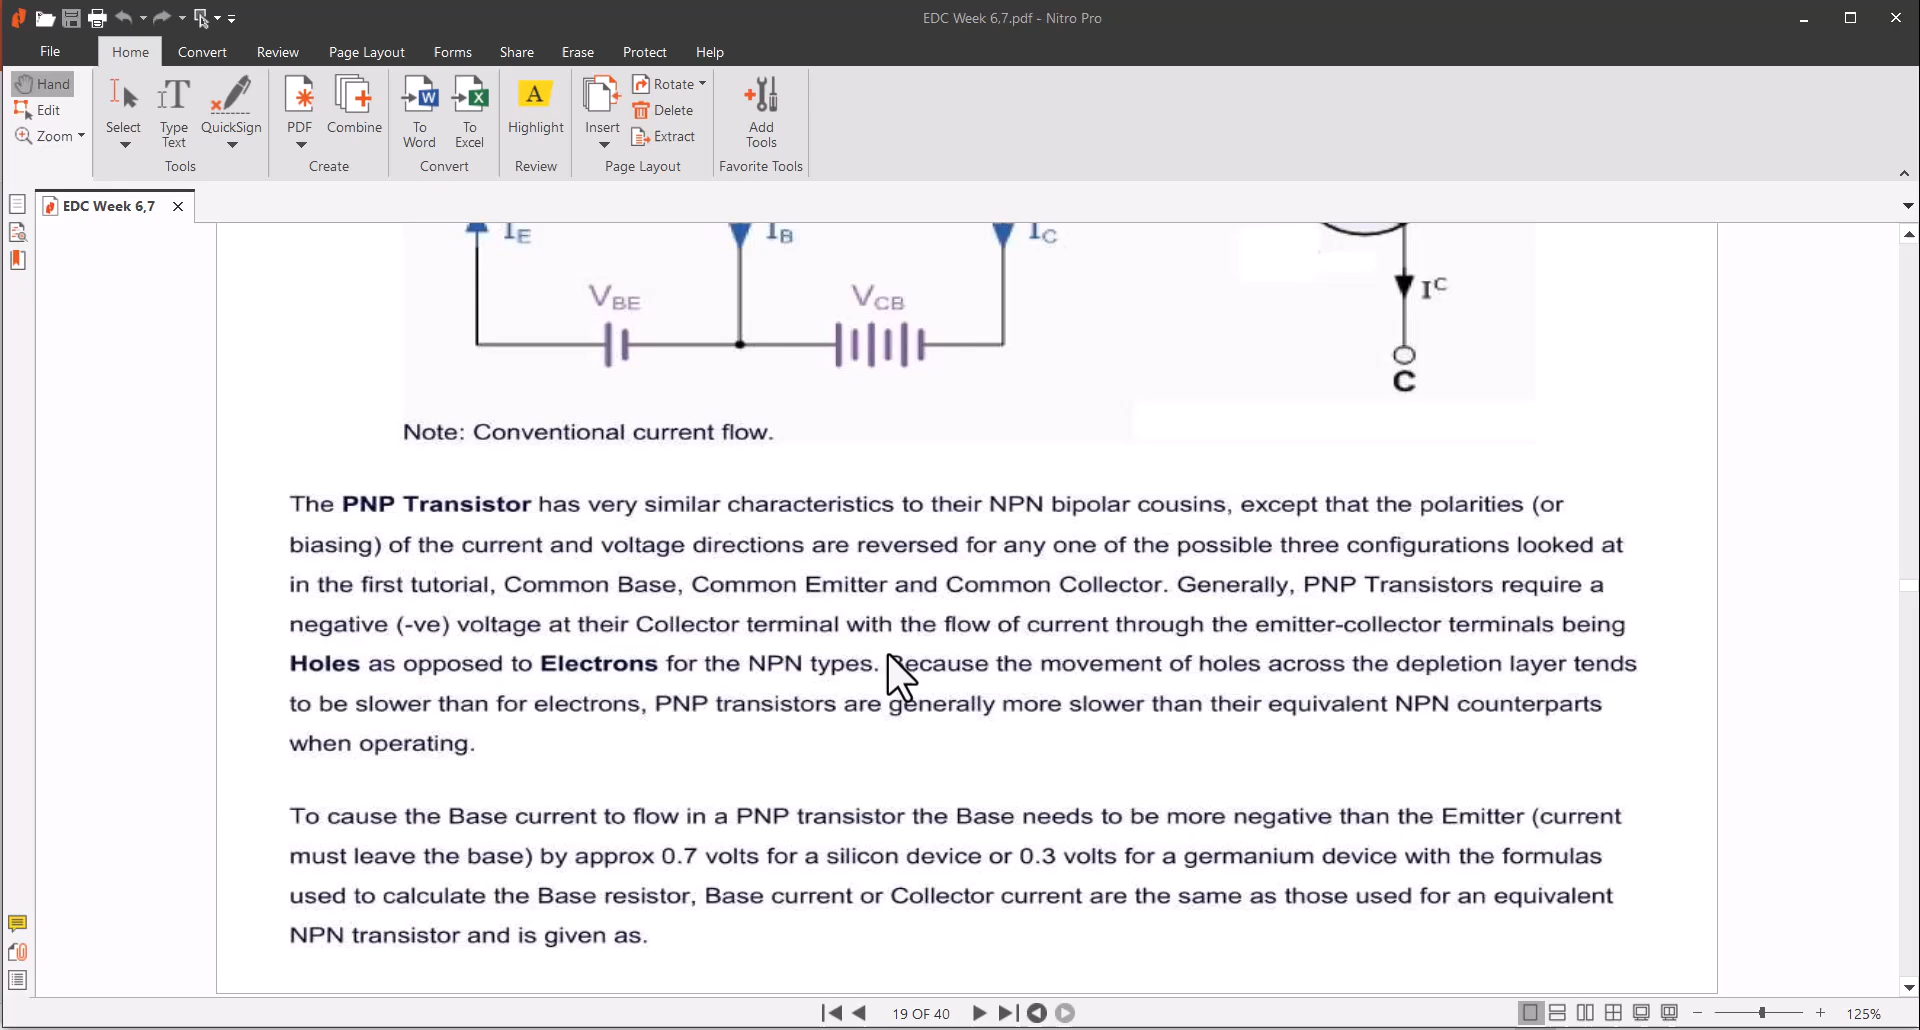 EDC Week 6,7.pdf - Nitro Pro
File Home Convert Review Page Layout Forms Share Erase Protect Help
Hand
Edit
Zoom
Select
Type Text
QuickSign
Tools
PDF
Combine
Create
To Word
To Excel
Convert
Highlight
Review
Insert
Rotate
Delete
Extract
Page Layout
Add Tools
Favorite Tools
EDC Week 6,7
IE IB IC
VBE VCB
IC
C
Note: Conventional current flow.
The PNP Transistor has very similar characteristics to their NPN bipolar cousins, except that the polarities (or
biasing) of the current and voltage directions are reversed for any one of the possible three configurations looked at
in the first tutorial, Common Base, Common Emitter and Common Collector. Generally, PNP Transistors require a
negative (-ve) voltage at their Collector terminal with the flow of current through the emitter-collector terminals being
Holes as opposed to Electrons for the NPN types. Because the movement of holes across the depletion layer tends
to be slower than for electrons, PNP transistors are generally more slower than their equivalent NPN counterparts
when operating.
To cause the Base current to flow in a PNP transistor the Base needs to be more negative than the Emitter (current
must leave the base) by approx 0.7 volts for a silicon device or 0.3 volts for a germanium device with the formulas
used to calculate the Base resistor, Base current or Collector current are the same as those used for an equivalent
NPN transistor and is given as.
19 OF 40
125%